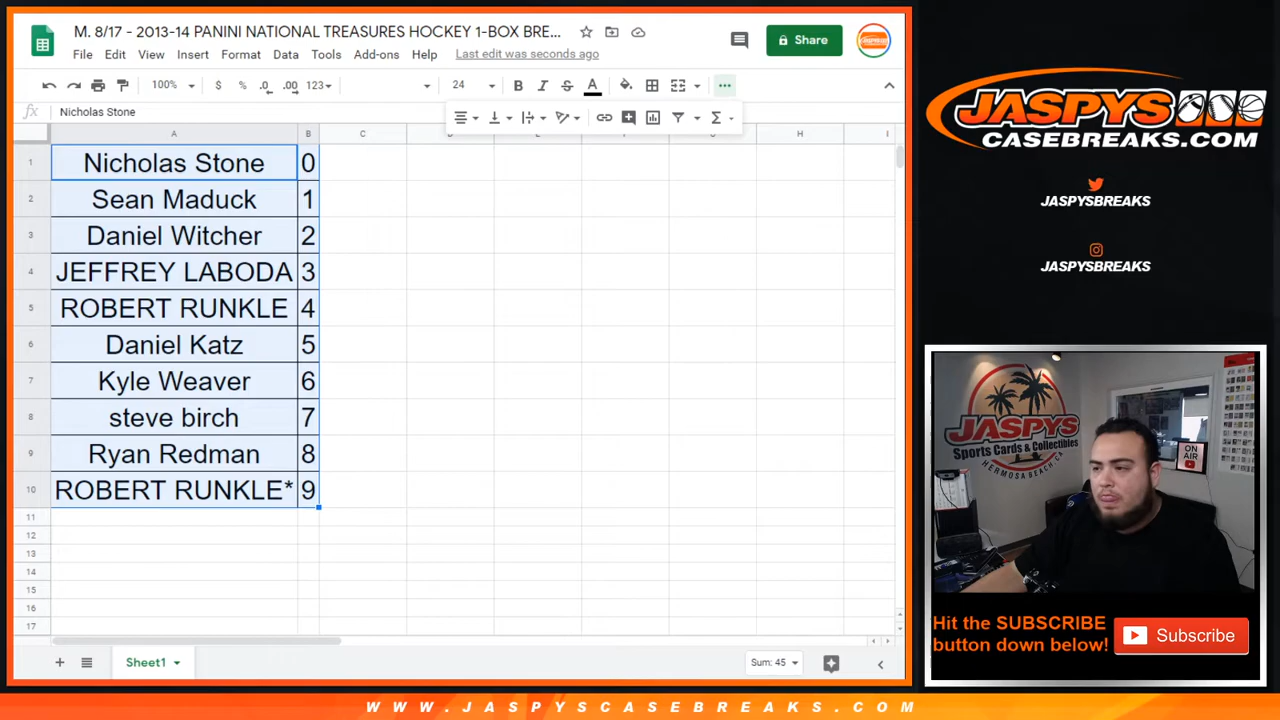 M. 8/17 - 2013-14 PANINI NATIONAL TREASURES HOCKEY 1-BOX BRE...
File Edit View Insert Format Data Tools Add-ons Help Last edit was seconds ago
Share
100% $ % .0 .00 123 24 B I S A
fx Nicholas Stone
A B C D E F G H I
1 Nicholas Stone 0
2 Sean Maduck 1
3 Daniel Witcher 2
4 JEFFREY LABODA 3
5 ROBERT RUNKLE 4
6 Daniel Katz 5
7 Kyle Weaver 6
8 steve birch 7
9 Ryan Redman 8
10 ROBERT RUNKLE* 9
11
12
13
14
15
16
17
Sheet1
Sum: 45
JASPYS
CASEBREAKS.COM
JASPYSBREAKS
JASPYSBREAKS
JASPYS
Sports Cards & Collectibles
HERMOSA BEACH, CA
ON AIR
Hit the SUBSCRIBE
button down below!
Subscribe
WWW.JASPYSCASEBREAKS.COM